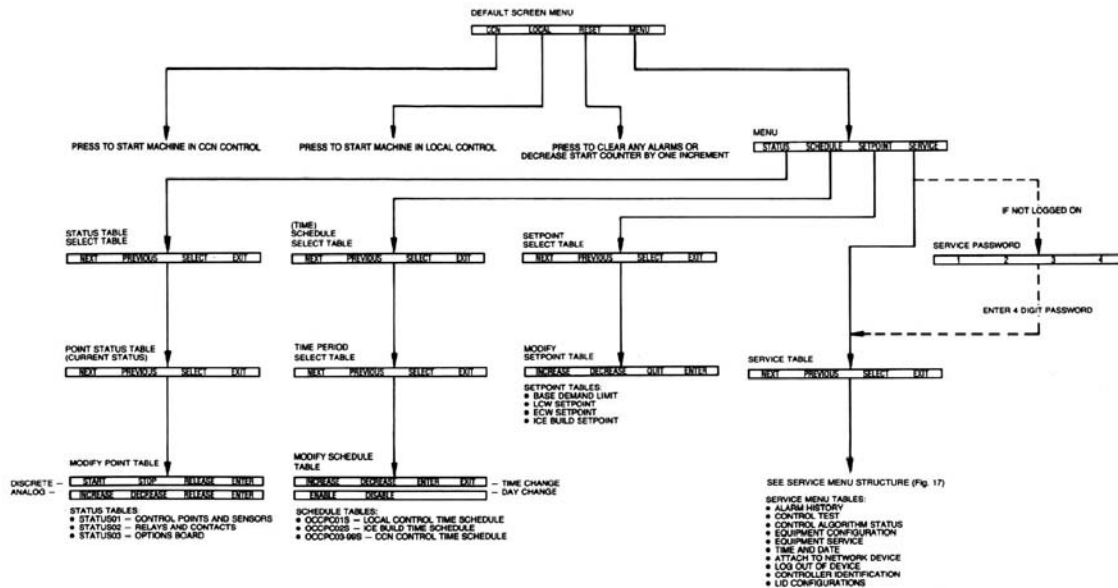 DEFAULT SCREEN MENU
CCN LOCAL RESET MENU
PRESS TO START MACHINE IN CCN CONTROL
PRESS TO START MACHINE IN LOCAL CONTROL
PRESS TO CLEAR ANY ALARMS OR
DECREASE START COUNTER BY ONE INCREMENT
MENU
STATUS SCHEDULE SETPOINT SERVICE
IF NOT LOGGED ON
SERVICE PASSWORD
1 2 3 4
ENTER 4 DIGIT PASSWORD
STATUS TABLE
SELECT TABLE
NEXT PREVIOUS SELECT EXIT
(TIME)
SCHEDULE
SELECT TABLE
NEXT PREVIOUS SELECT EXIT
SETPOINT
SELECT TABLE
NEXT PREVIOUS SELECT EXIT
POINT STATUS TABLE
(CURRENT STATUS)
NEXT PREVIOUS SELECT EXIT
TIME PERIOD
SELECT TABLE
NEXT PREVIOUS SELECT EXIT
MODIFY
SETPOINT TABLE
INCREASE DECREASE QUIT ENTER
SETPOINT TABLES:
• BASE DEMAND LIMIT
• LCW SETPOINT
• ECW SETPOINT
• ICE BUILD SETPOINT
SERVICE TABLE
NEXT PREVIOUS SELECT EXIT
MODIFY POINT TABLE
DISCRETE – START STOP RELEASE ENTER
ANALOG – INCREASE DECREASE RELEASE ENTER
STATUS TABLES:
• STATUS01 – CONTROL POINTS AND SENSORS
• STATUS02 – RELAYS AND CONTACTS
• STATUS03 – OPTIONS BOARD
MODIFY SCHEDULE
TABLE
INCREASE DECREASE ENTER EXIT – TIME CHANGE
ENABLE DISABLE – DAY CHANGE
SCHEDULE TABLES:
• OCCPC01S – LOCAL CONTROL TIME SCHEDULE
• OCCPC02S – ICE BUILD TIME SCHEDULE
• OCCPC03-99S – CCN CONTROL TIME SCHEDULE
SEE SERVICE MENU STRUCTURE (Fig. 17)
SERVICE MENU TABLES:
• ALARM HISTORY
• CONTROL TEST
• CONTROL ALGORITHM STATUS
• EQUIPMENT CONFIGURATION
• EQUIPMENT SERVICE
• TIME AND DATE
• ATTACH TO NETWORK DEVICE
• LOG OUT OF DEVICE
• CONTROLLER IDENTIFICATION
• LID CONFIGURATIONS